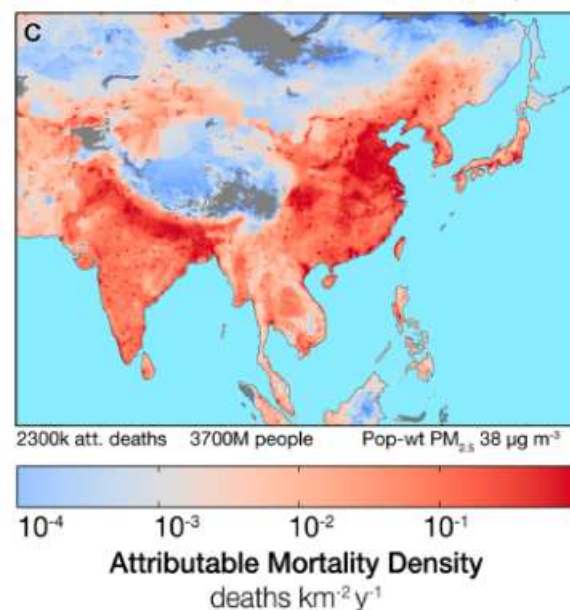 C
2300k att. deaths 3700M people Pop-wt PM₂.₅ 38 µg m⁻³
10⁻⁴ 10⁻³ 10⁻² 10⁻¹
Attributable Mortality Density
deaths km⁻² y⁻¹